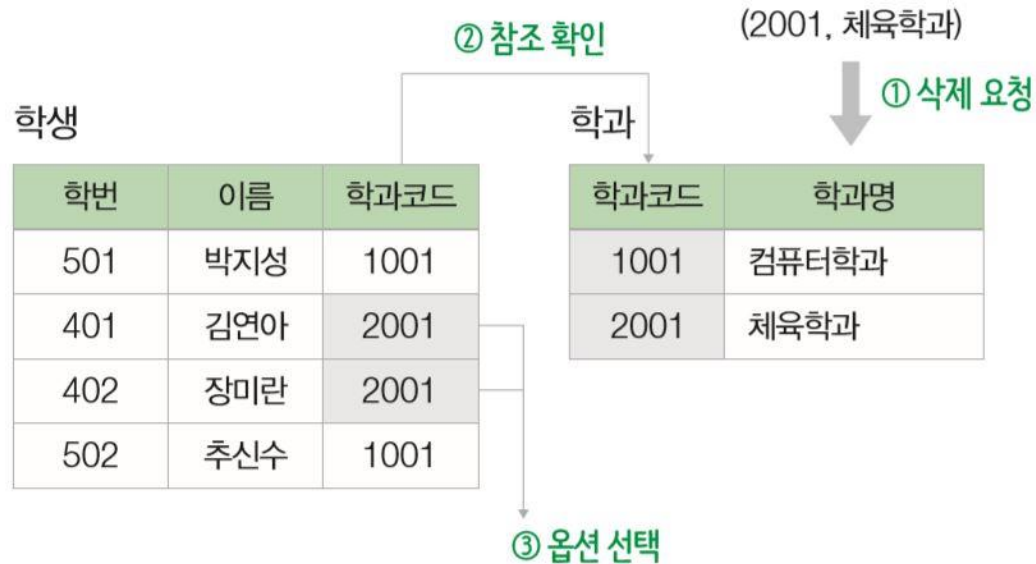 (2001, 체육학과)
② 참조 확인
① 삭제 요청
학생
학번 이름 학과코드
501 박지성 1001
401 김연아 2001
402 장미란 2001
502 추신수 1001
학과
학과코드 학과명
1001 컴퓨터학과
2001 체육학과
③ 옵션 선택